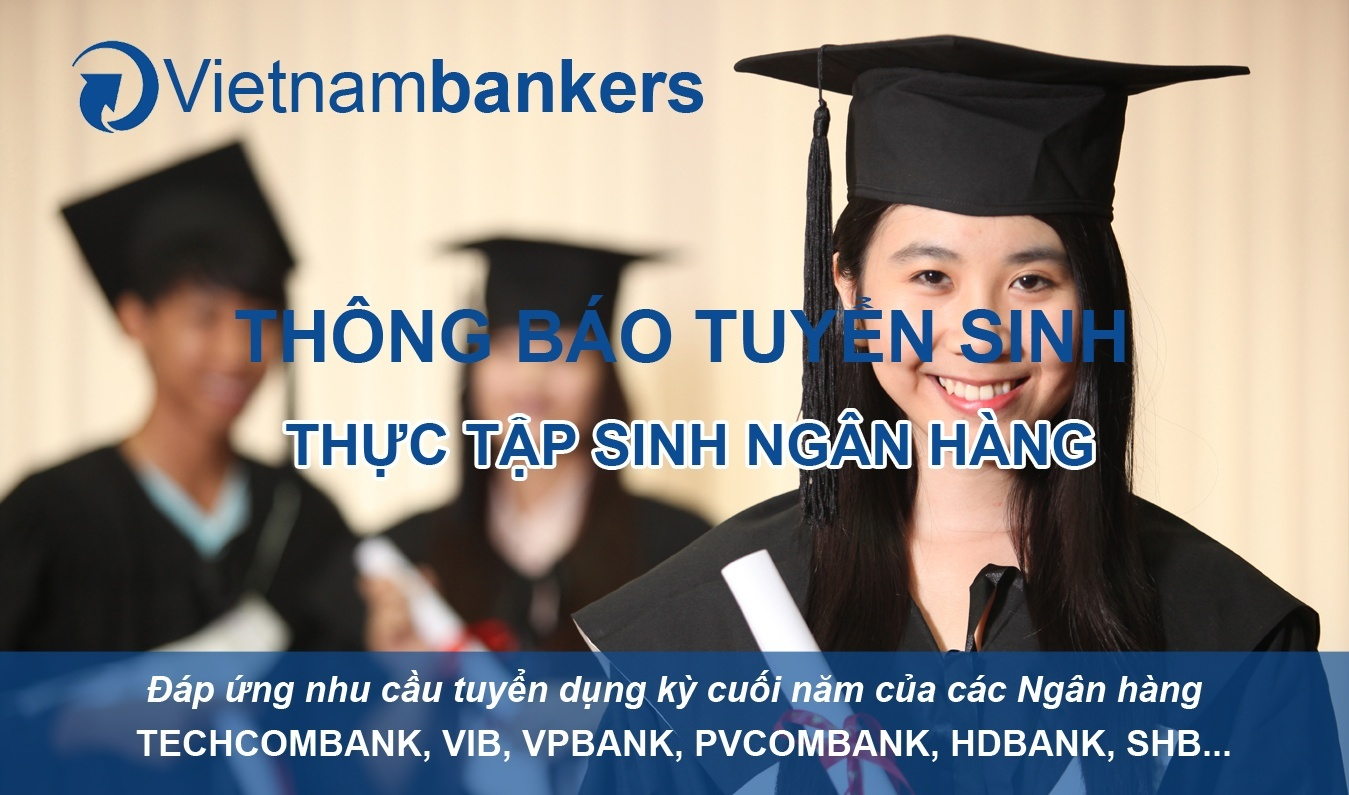 Vietnambankers
THÔNG BÁO TUYỂN SINH
THỰC TẬP SINH NGÂN HÀNG
Đáp ứng nhu cầu tuyển dụng kỳ cuối năm của các Ngân hàng
TECHCOMBANK, VIB, VPBANK, PVCOMBANK, HDBANK, SHB...